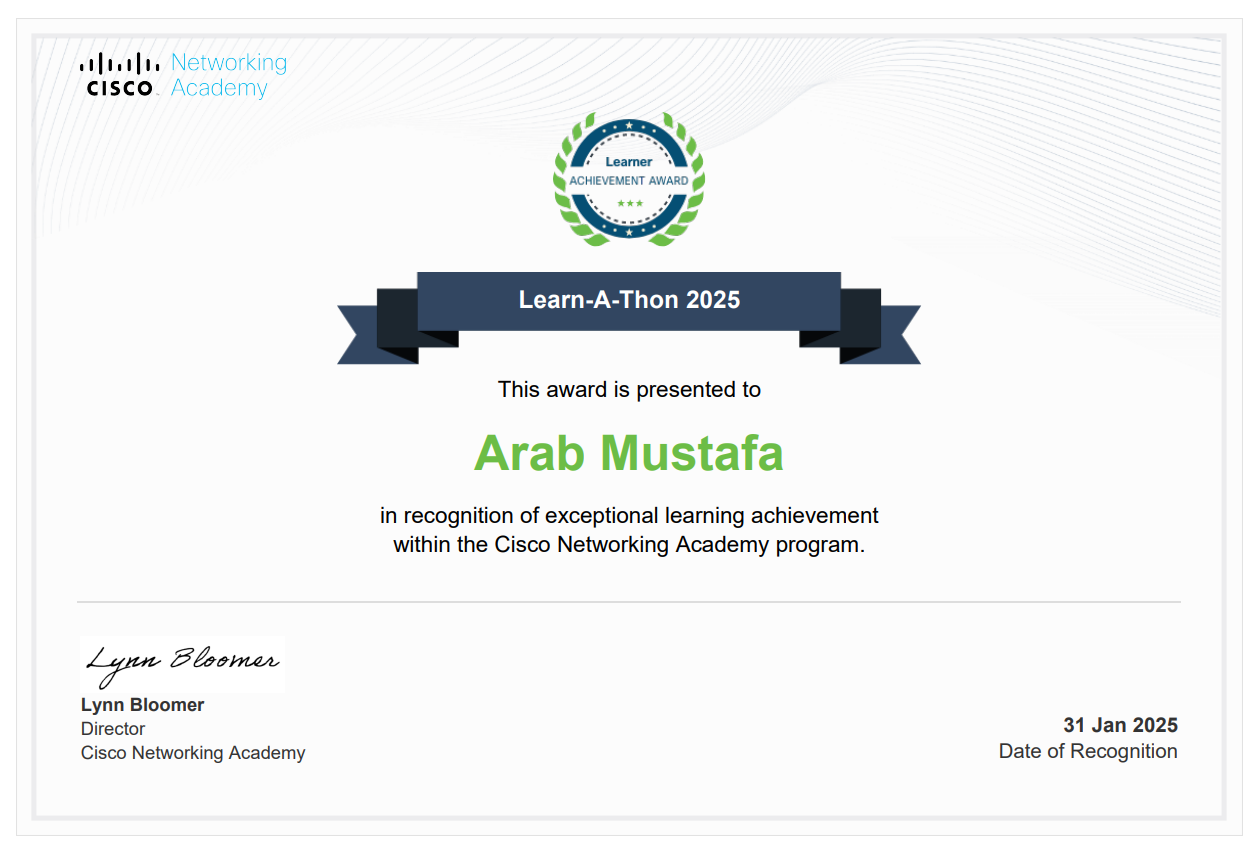 CISCO Networking
Academy
Learner
ACHIEVEMENT AWARD
Learn-A-Thon 2025
This award is presented to
Arab Mustafa
in recognition of exceptional learning achievement
within the Cisco Networking Academy program.
Lynn Bloomer
Lynn Bloomer
Director
Cisco Networking Academy
31 Jan 2025
Date of Recognition